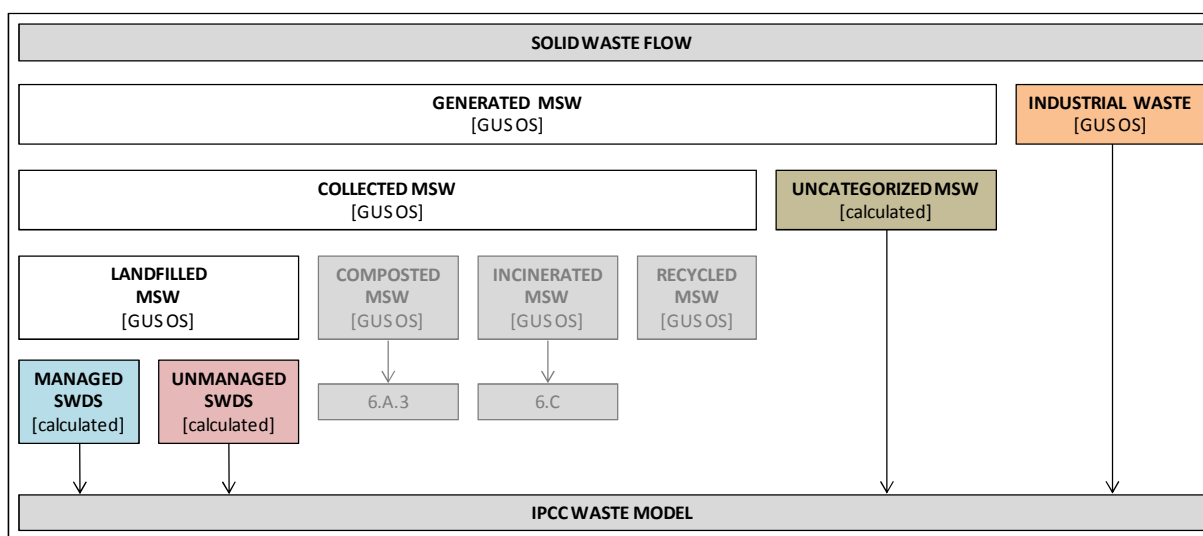 SOLID WASTE FLOW
GENERATED MSW
[GUS OS]
INDUSTRIAL WASTE
[GUS OS]
COLLECTED MSW
[GUS OS]
UNCATEGORIZED MSW
[calculated]
LANDFILLED
MSW
[GUS OS]
COMPOSTED
MSW
[GUS OS]
INCINERATED
MSW
[GUS OS]
RECYCLED
MSW
[GUS OS]
MANAGED
SWDS
[calculated]
UNMANAGED
SWDS
[calculated]
6.A.3
6.C
IPCC WASTE MODEL